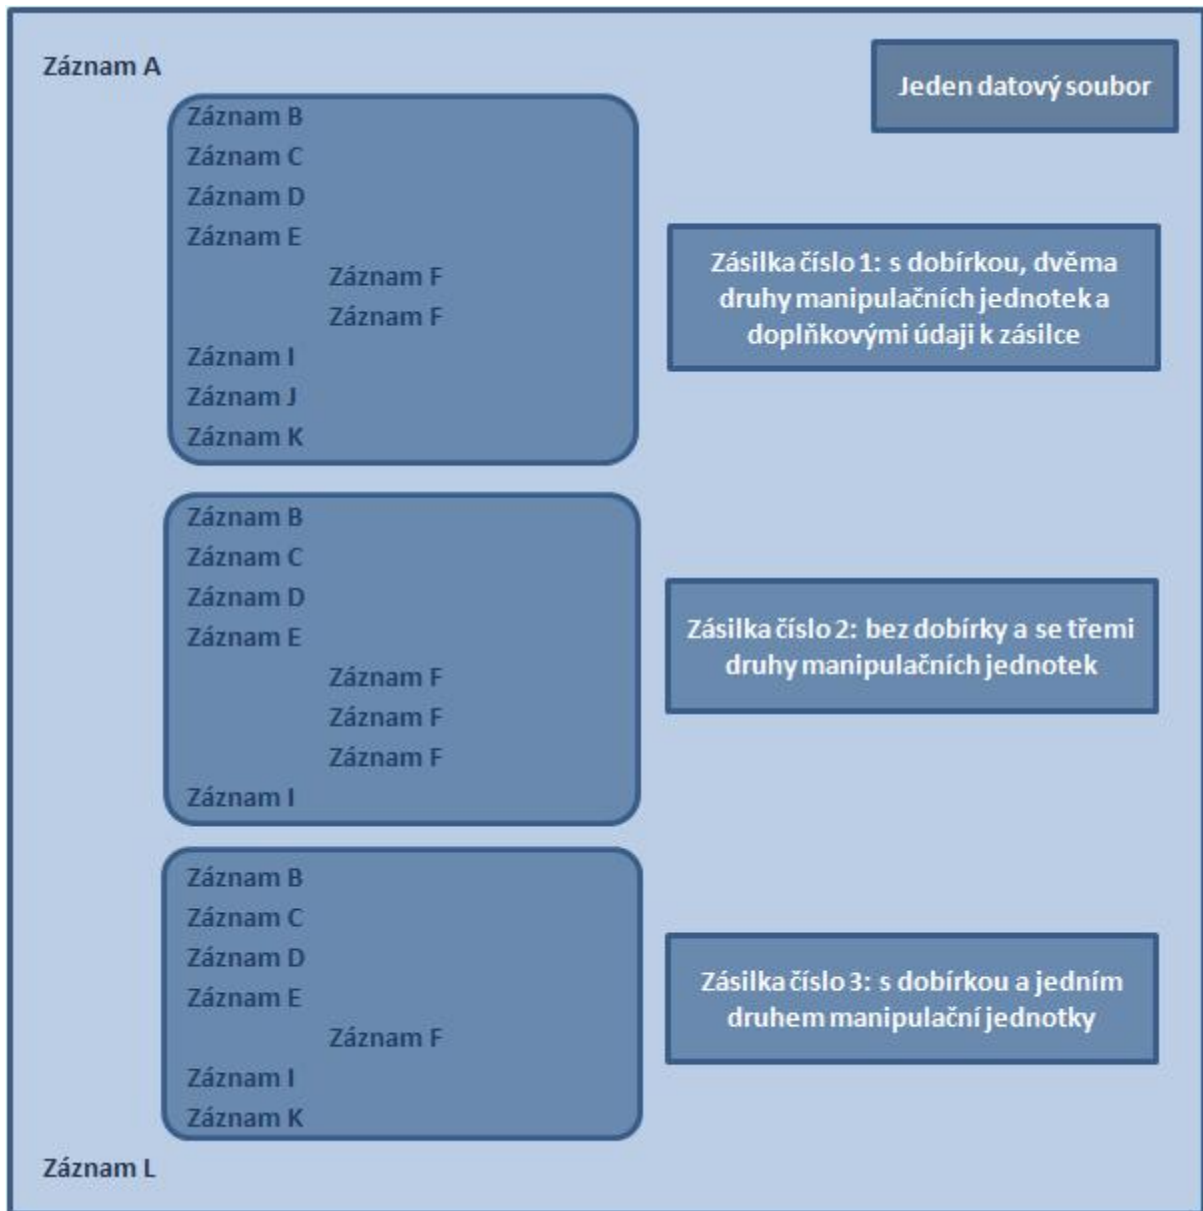 Záznam A
Jeden datový soubor
Záznam B
Záznam C
Záznam D
Záznam E
Záznam F
Záznam F
Záznam I
Záznam J
Záznam K
Zásilka číslo 1: s dobírkou, dvěma
druhy manipulačních jednotek a
doplňkovými údaji k zásilce
Záznam B
Záznam C
Záznam D
Záznam E
Záznam F
Záznam F
Záznam F
Záznam I
Zásilka číslo 2: bez dobírky a se třemi
druhy manipulačních jednotek
Záznam B
Záznam C
Záznam D
Záznam E
Záznam F
Záznam I
Záznam K
Zásilka číslo 3: s dobírkou a jedním
druhem manipulační jednotky
Záznam L